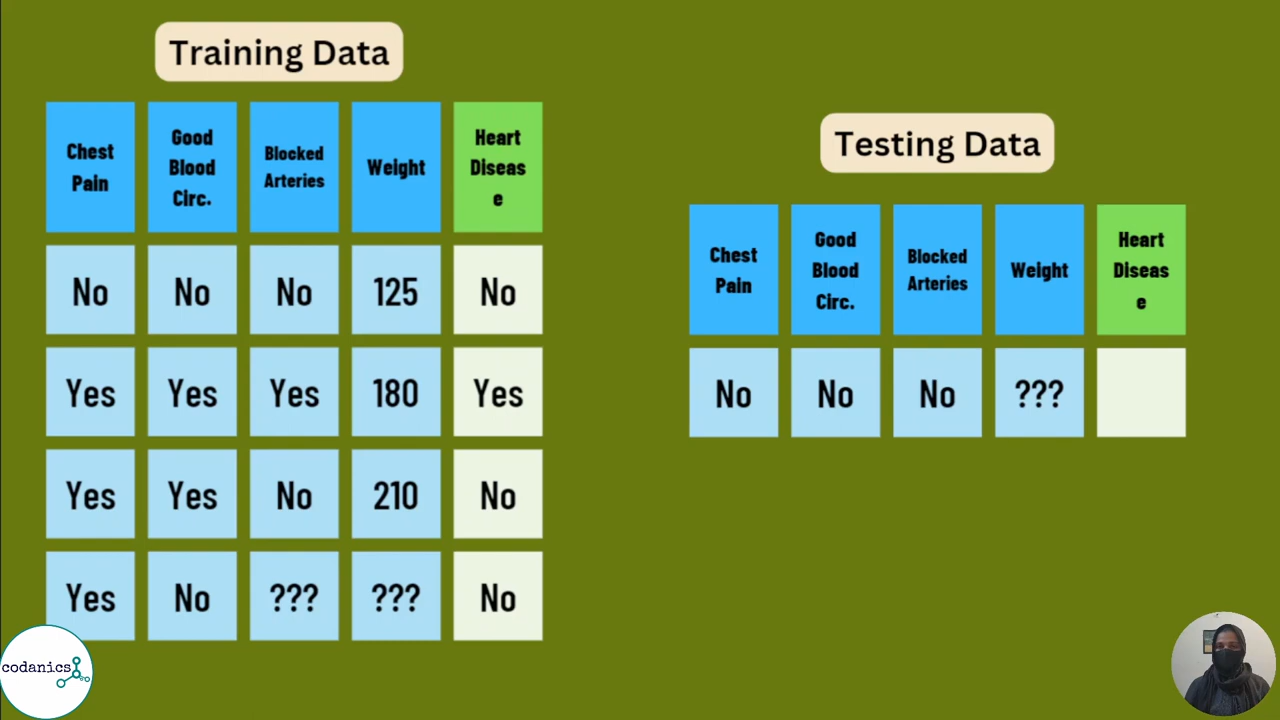 Training Data
Chest Pain
Good Blood Circ.
Blocked Arteries
Weight
Heart Diseas e
No No No 125 No
Yes Yes Yes 180 Yes
Yes Yes No 210 No
Yes No ??? ??? No
Testing Data
Chest Pain
Good Blood Circ.
Blocked Arteries
Weight
Heart Diseas e
No No No ???
codanics